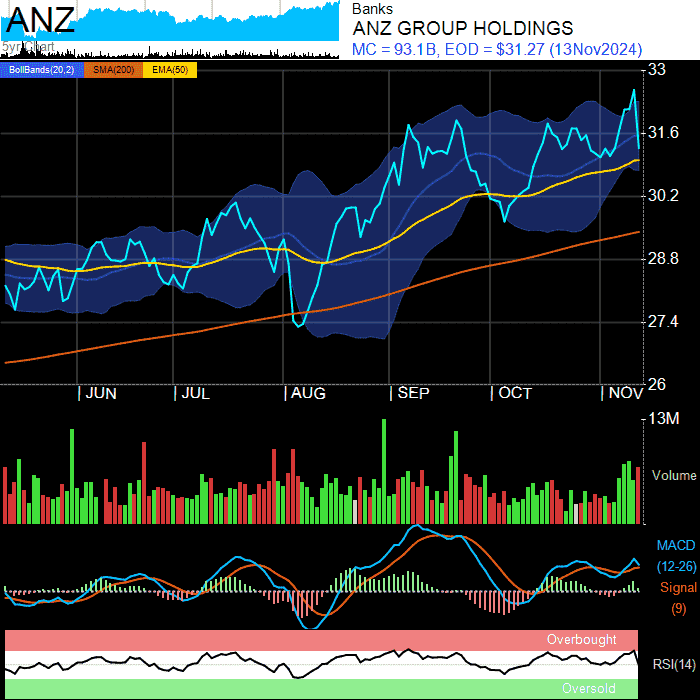 ANZ
5yr Chart
Banks
ANZ GROUP HOLDINGS
MC = 93.1B, EOD = $31.27 (13Nov2024)
BollBands(20,2) SMA(200) EMA(50)
33
31.6
30.2
28.8
27.4
26
| JUN | JUL | AUG | SEP | OCT | NOV
13M
Volume
MACD
(12-26)
Signal
(9)
Overbought
RSI(14)
Oversold